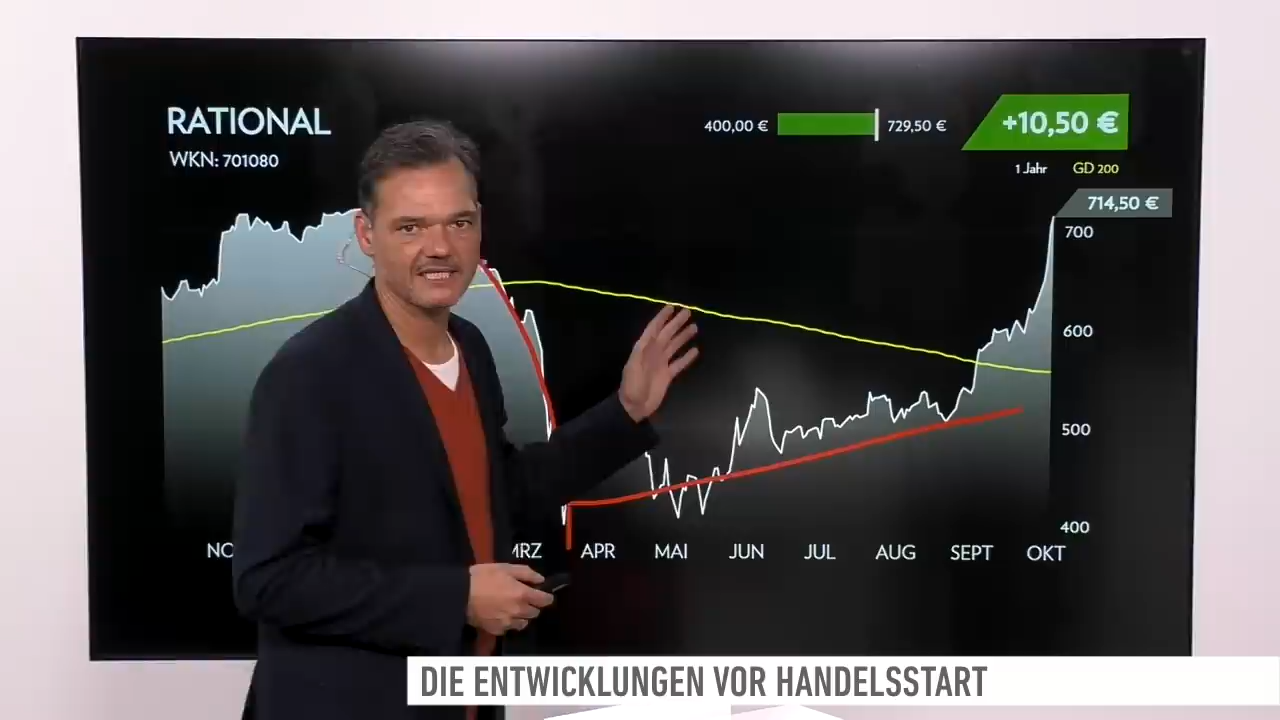 RATIONAL
WKN: 701080
400,00 €
729,50 €
+10,50 €
1 Jahr
GD 200
714,50 €
700
600
500
400
MRZ
APR
MAI
JUN
JUL
AUG
SEPT
OKT
DIE ENTWICKLUNGEN VOR HANDELSSTART